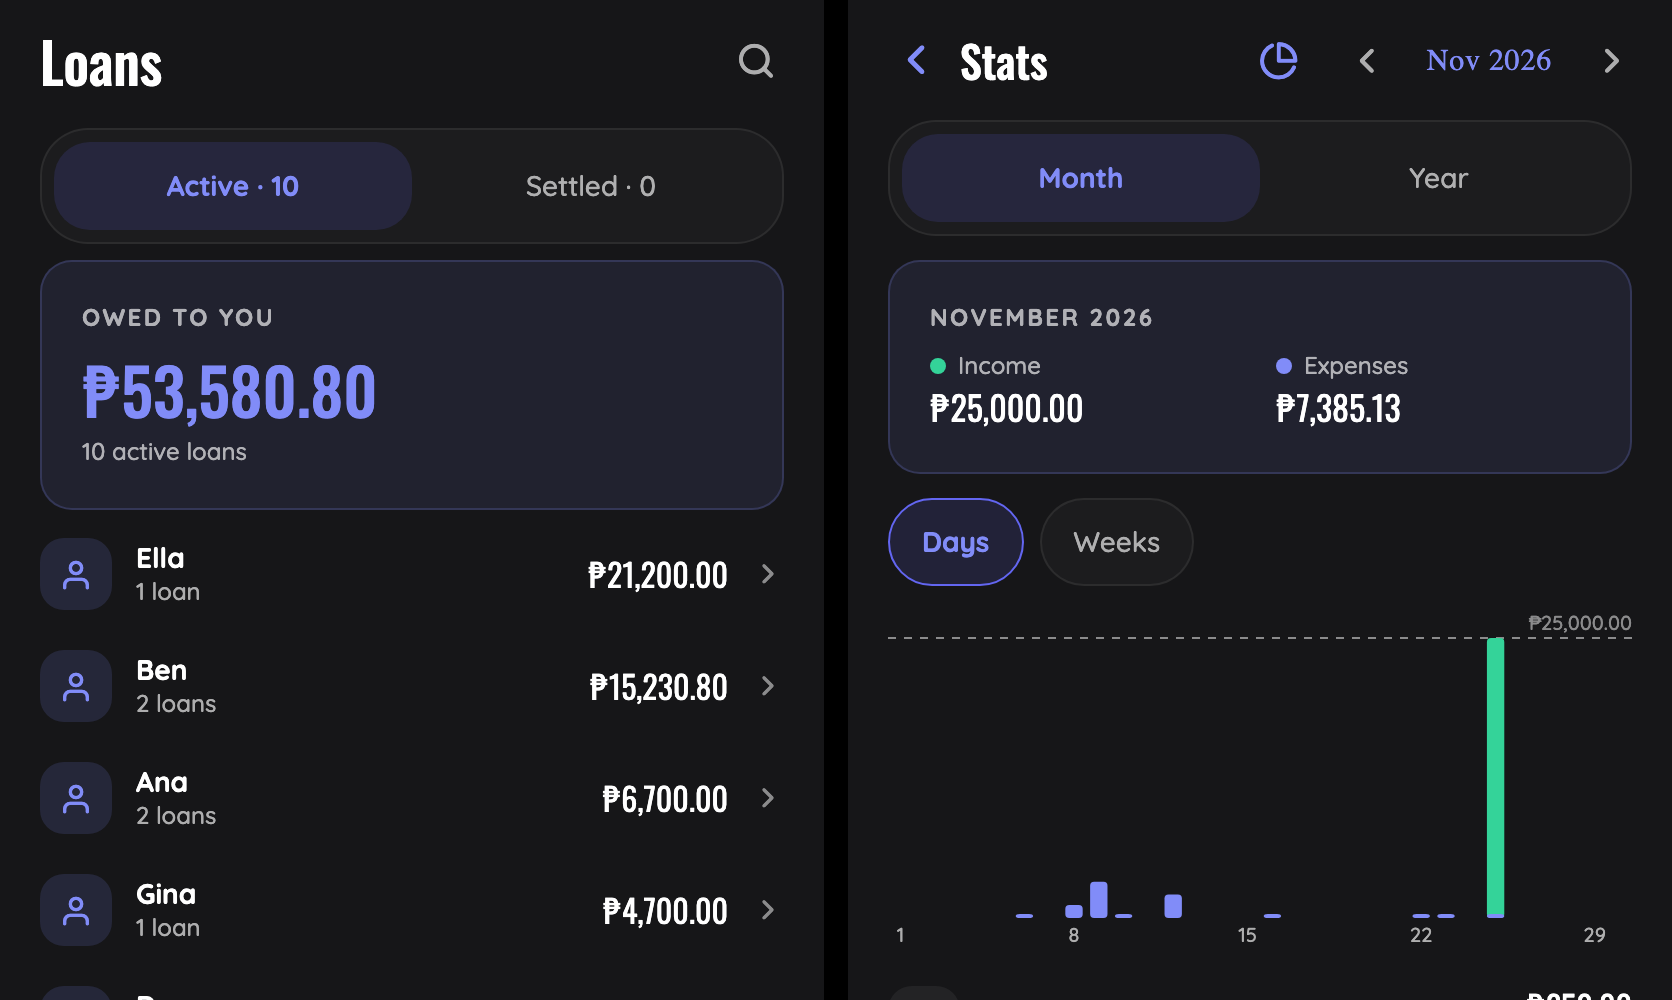 Loans
Active · 10
Settled · 0
OWED TO YOU
₱53,580.80
10 active loans
Ella
1 loan
₱21,200.00
Ben
2 loans
₱15,230.80
Ana
2 loans
₱6,700.00
Gina
1 loan
₱4,700.00
Stats
Nov 2026
Month
Year
NOVEMBER 2026
Income
₱25,000.00
Expenses
₱7,385.13
Days
Weeks
₱25,000.00
1 8 15 22 29